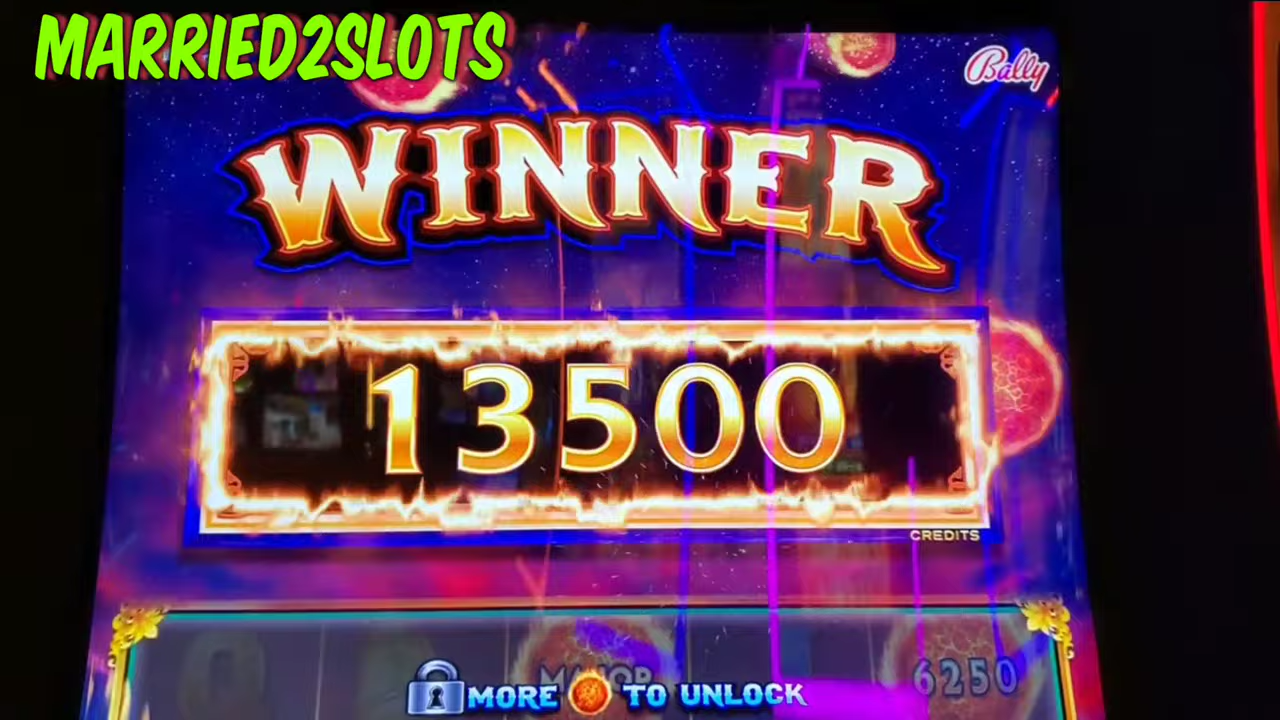 MARRIED2SLOTS
Bally
WINNER
13500
CREDITS
MAJOR
6250
MORE TO UNLOCK